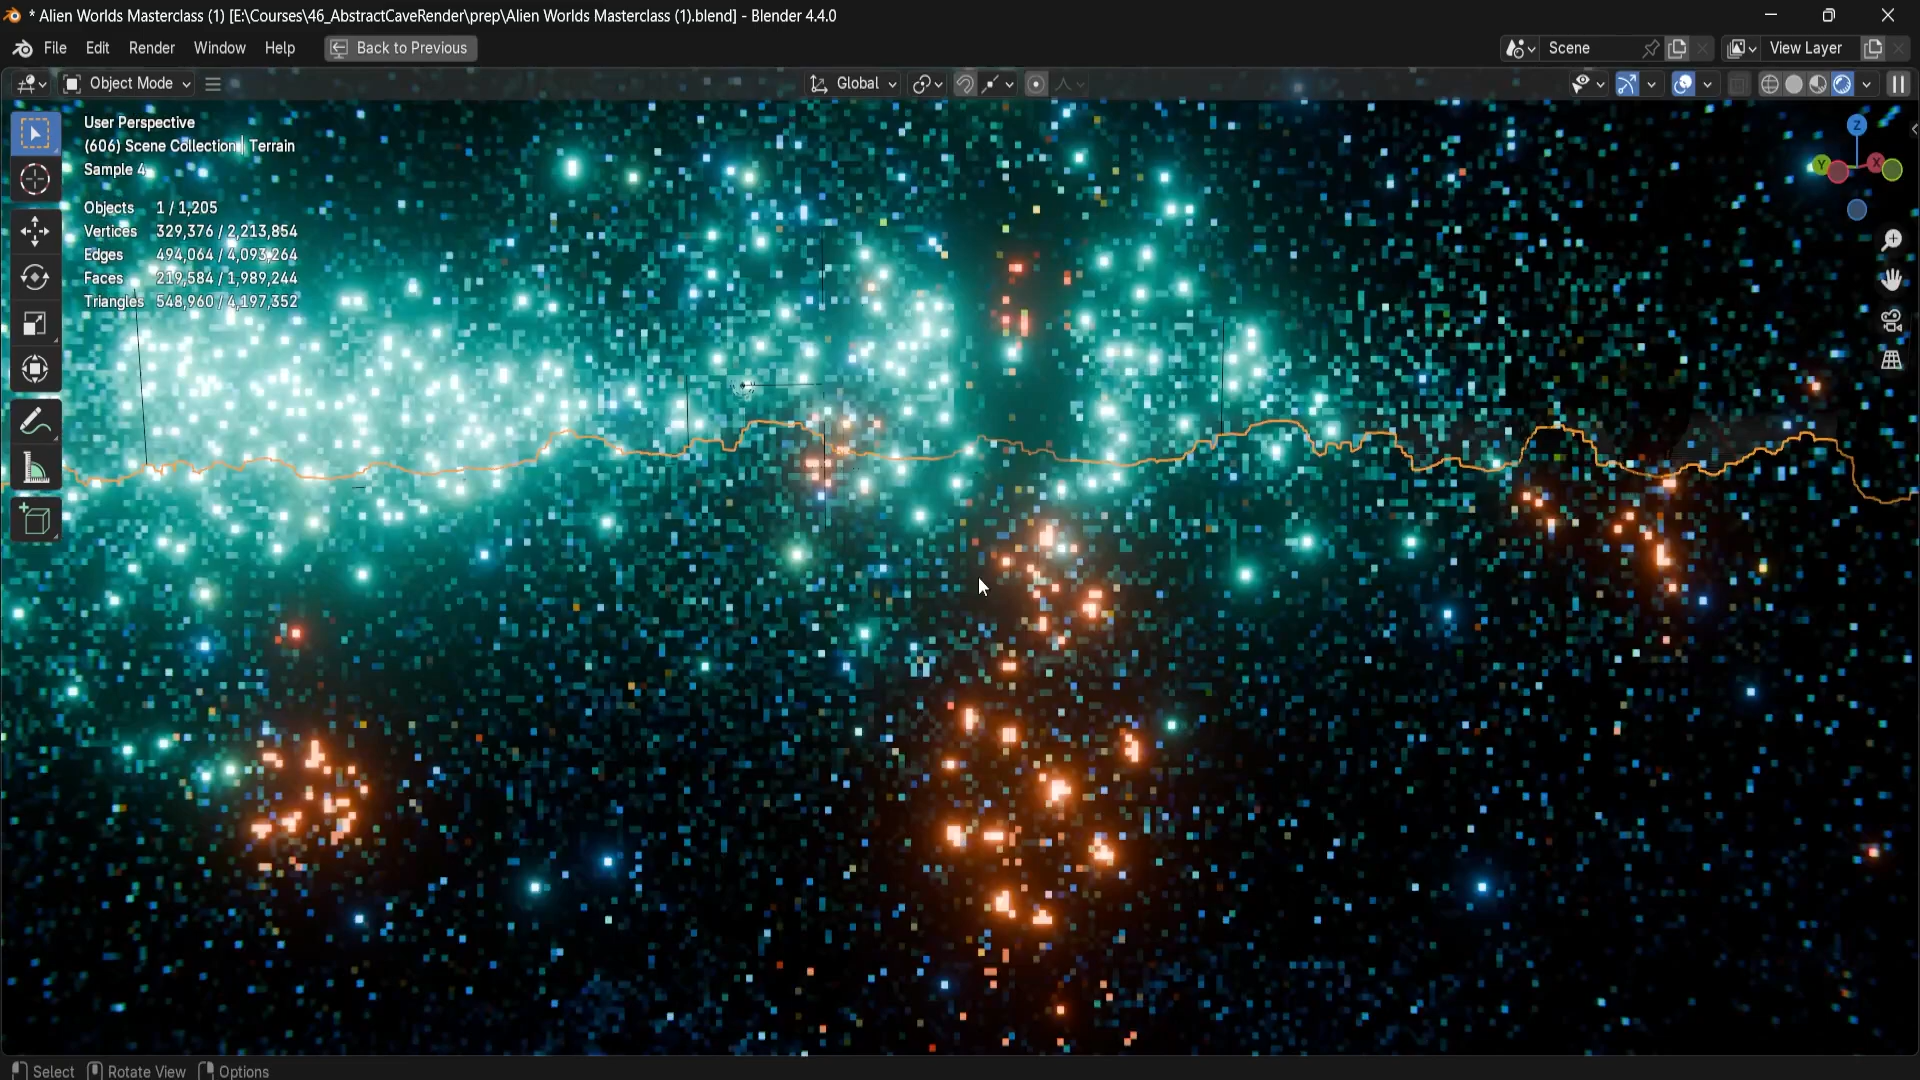 * Alien Worlds Masterclass (1) [E:\Courses\46_AbstractCaveRender\prep\Alien Worlds Masterclass (1).blend] - Blender 4.4.0
File Edit Render Window Help Back to Previous Scene View Layer
Object Mode Global
User Perspective
(606) Scene Collection | Terrain
Sample 4
Objects 1 / 1,205
Vertices 329,376 / 2,213,854
Edges 494,064 / 4,093,264
Faces 219,584 / 1,989,244
Triangles 548,960 / 4,197,352
Z
Y X
Select Rotate View Options